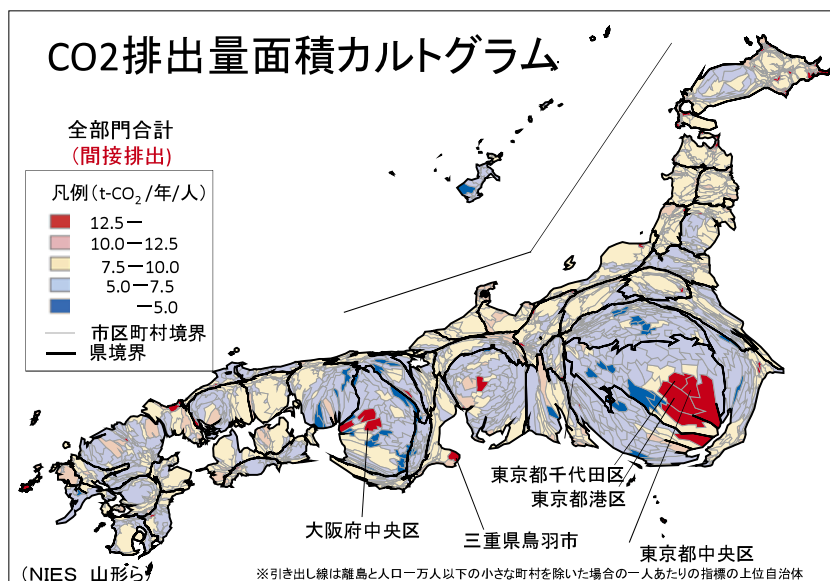 CO2排出量面積カルトグラム
全部門合計
(間接排出)
凡例(t-CO2/年/人)
12.5ー
10.0ー12.5
7.5ー10.0
5.0ー7.5
ー5.0
市区町村境界
県境界
東京都千代田区
東京都港区
大阪府中央区
三重県鳥羽市
東京都中央区
(NIES 山形ら)
※引き出し線は離島と人口一万人以下の小さな町村を除いた場合の一人あたりの指標の上位自治体